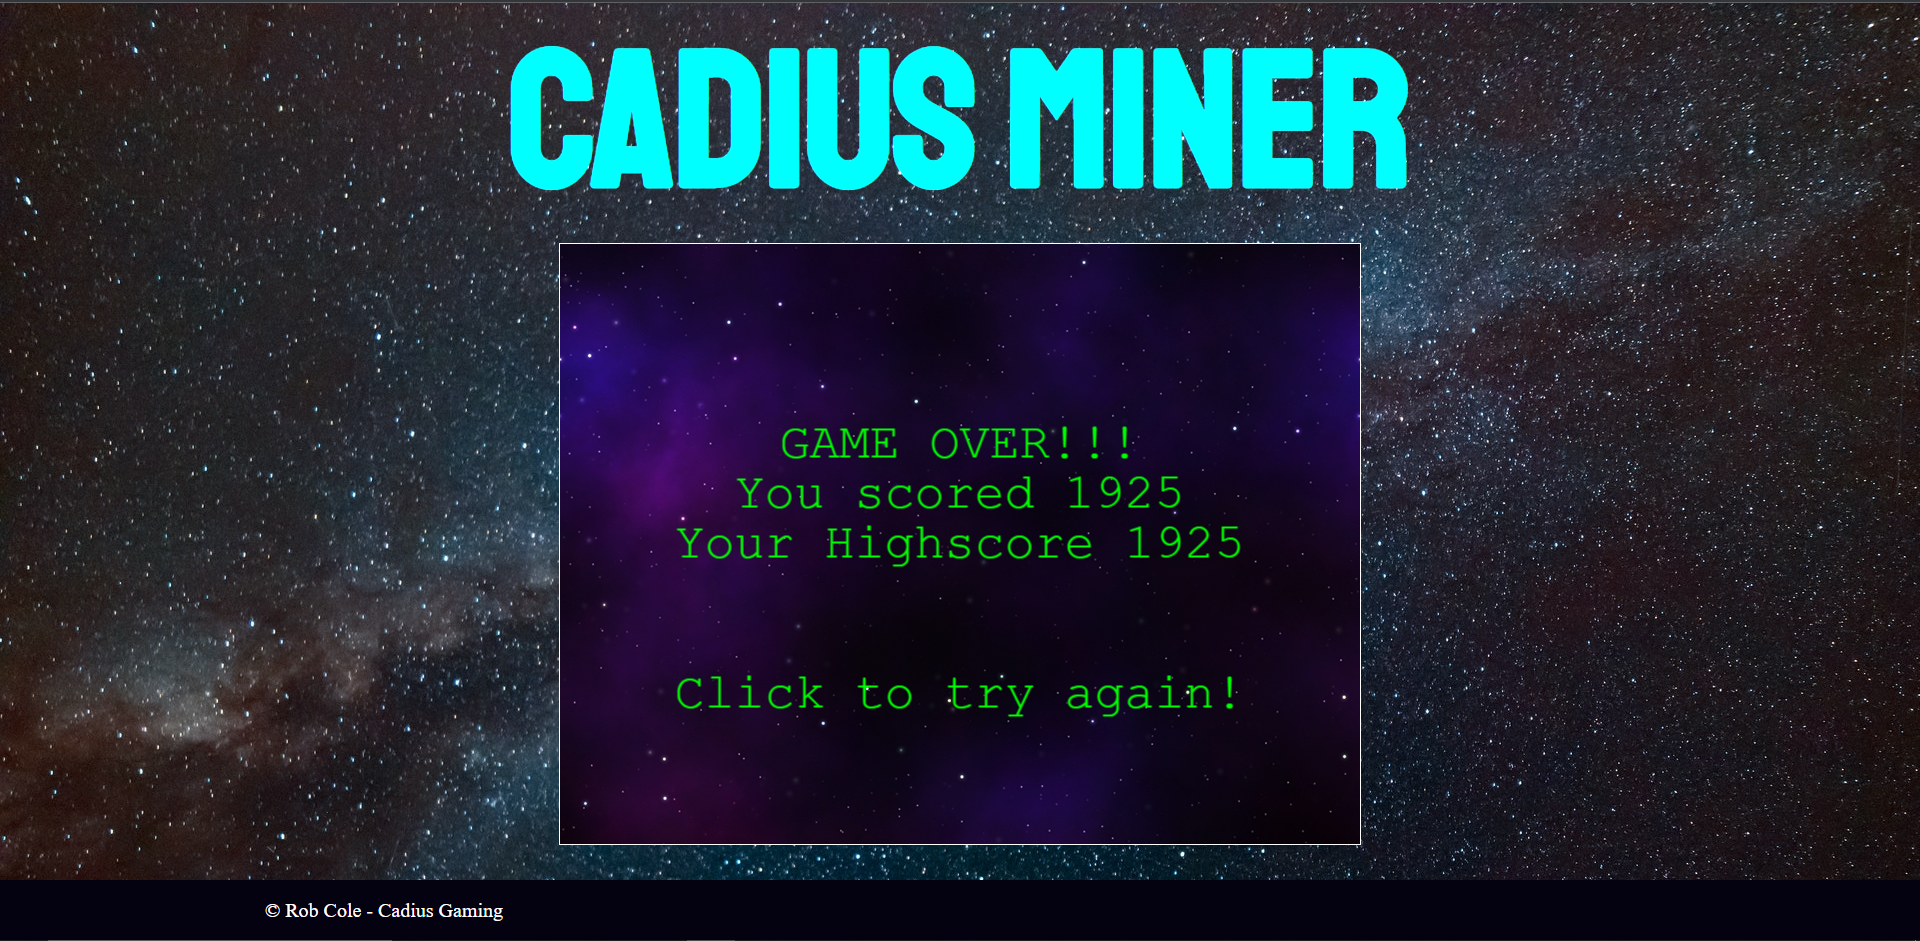 CADIUS MINER
GAME OVER!!!
You scored 1925
Your Highscore 1925
Click to try again!
© Rob Cole - Cadius Gaming